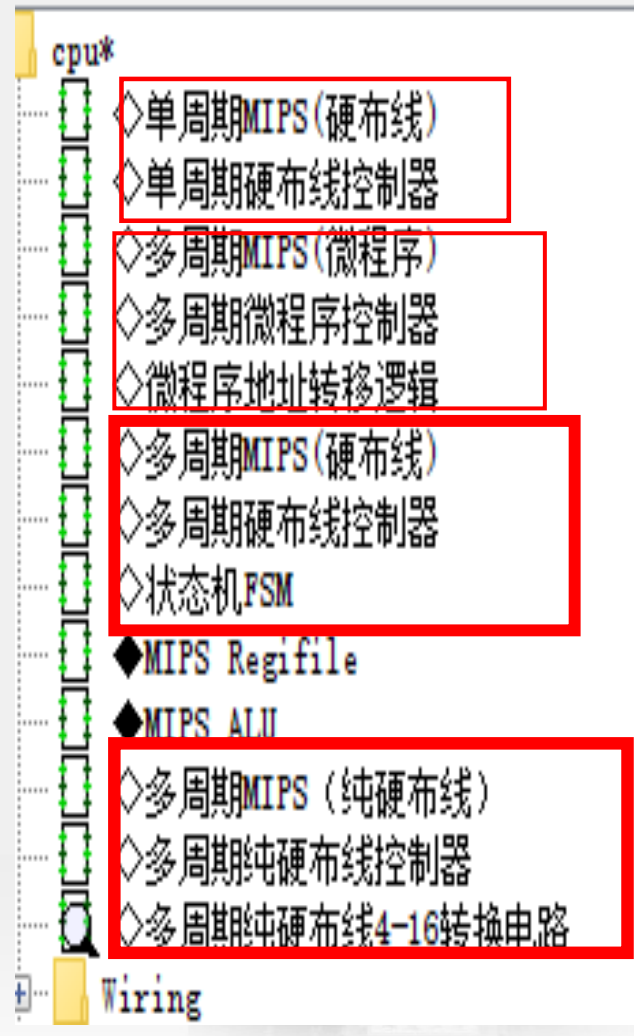 cpu*
◇单周期MIPS(硬布线)
◇单周期硬布线控制器
◇多周期MIPS(微程序)
◇多周期微程序控制器
◇微程序地址转移逻辑
◇多周期MIPS(硬布线)
◇多周期硬布线控制器
◇状态机FSM
◆MIPS Regifile
◆MIPS ALU
◇多周期MIPS（纯硬布线）
◇多周期纯硬布线控制器
◇多周期纯硬布线4-16转换电路
Wiring